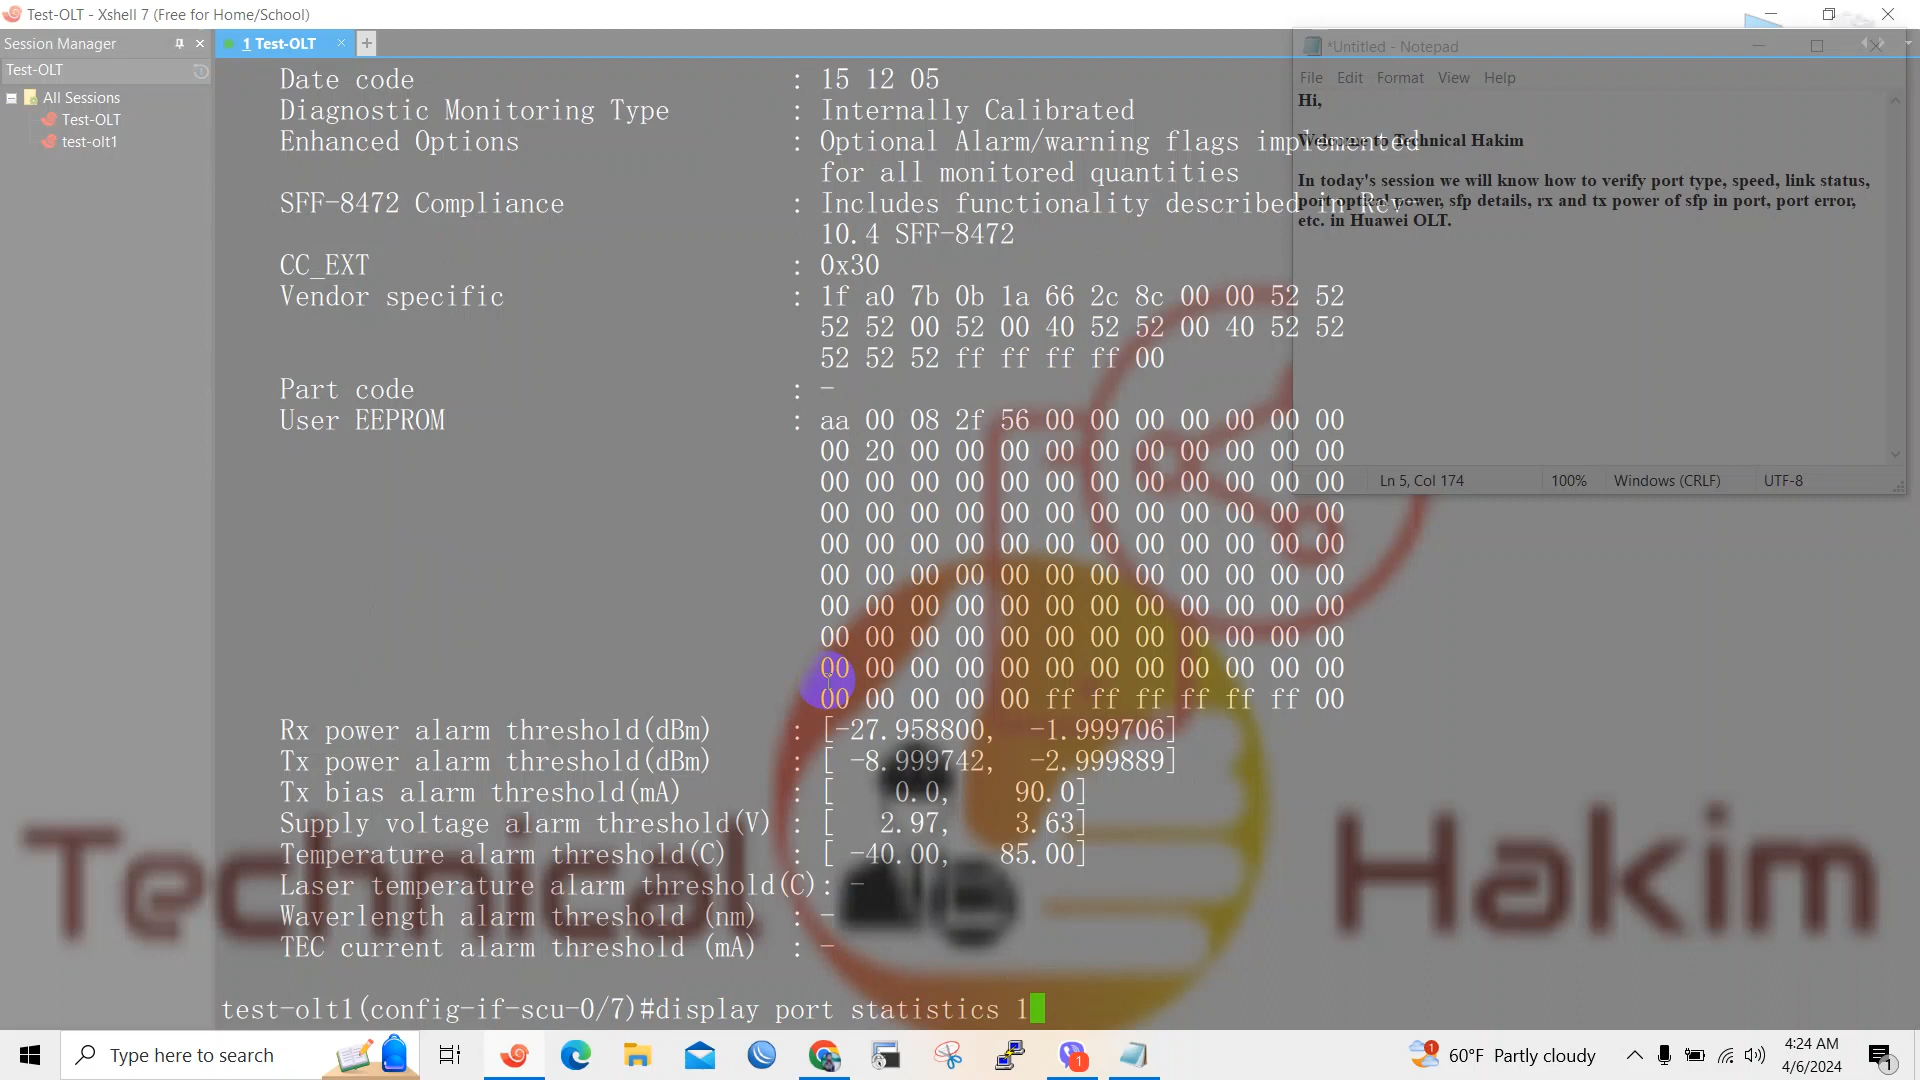 Test-OLT - Xshell 7 (Free for Home/School)
Session Manager
Test-OLT
All Sessions
Test-OLT
test-olt1
1 Test-OLT
Date code : 15 12 05
Diagnostic Monitoring Type : Internally Calibrated
Enhanced Options : Optional Alarm/warning flags implemented
for all monitored quantities
SFF-8472 Compliance : Includes functionality described in Rev
10.4 SFF-8472
CC_EXT : 0x30
Vendor specific : 1f a0 7b 0b 1a 66 2c 8c 00 00 52 52
52 52 00 52 00 40 52 52 00 40 52 52
52 52 52 ff ff ff ff 00
Part code : -
User EEPROM : aa 00 08 2f 56 00 00 00 00 00 00 00
00 20 00 00 00 00 00 00 00 00 00 00
00 00 00 00 00 00 00 00 00 00 00 00
00 00 00 00 00 00 00 00 00 00 00 00
00 00 00 00 00 00 00 00 00 00 00 00
00 00 00 00 00 00 00 00 00 00 00 00
00 00 00 00 00 00 00 00 00 00 00 00
00 00 00 00 00 00 00 00 00 00 00 00
00 00 00 00 00 00 00 00 00 00 00 00
00 00 00 00 00 ff ff ff ff ff ff 00
Rx power alarm threshold(dBm) : [-27.958800, -1.999706]
Tx power alarm threshold(dBm) : [ -8.999742, -2.999889]
Tx bias alarm threshold(mA) : [ 0.0, 90.0]
Supply voltage alarm threshold(V) : [ 2.97, 3.63]
Temperature alarm threshold(C) : [ -40.00, 85.00]
Laser temperature alarm threshold(C): -
Waverlength alarm threshold (nm) : -
TEC current alarm threshold (mA) : -
test-olt1(config-if-scu-0/7)#display port statistics 1
*Untitled - Notepad
File Edit Format View Help
Hi,
Welcome to Technical Hakim
In today's session we will know how to verify port type, speed, link status,
port optical power, sfp details, rx and tx power of sfp in port, port error,
etc. in Huawei OLT.
Ln 5, Col 174 100% Windows (CRLF) UTF-8
Technical Hakim
Type here to search
1
1
60°F Partly cloudy
4:24 AM
4/6/2024
1